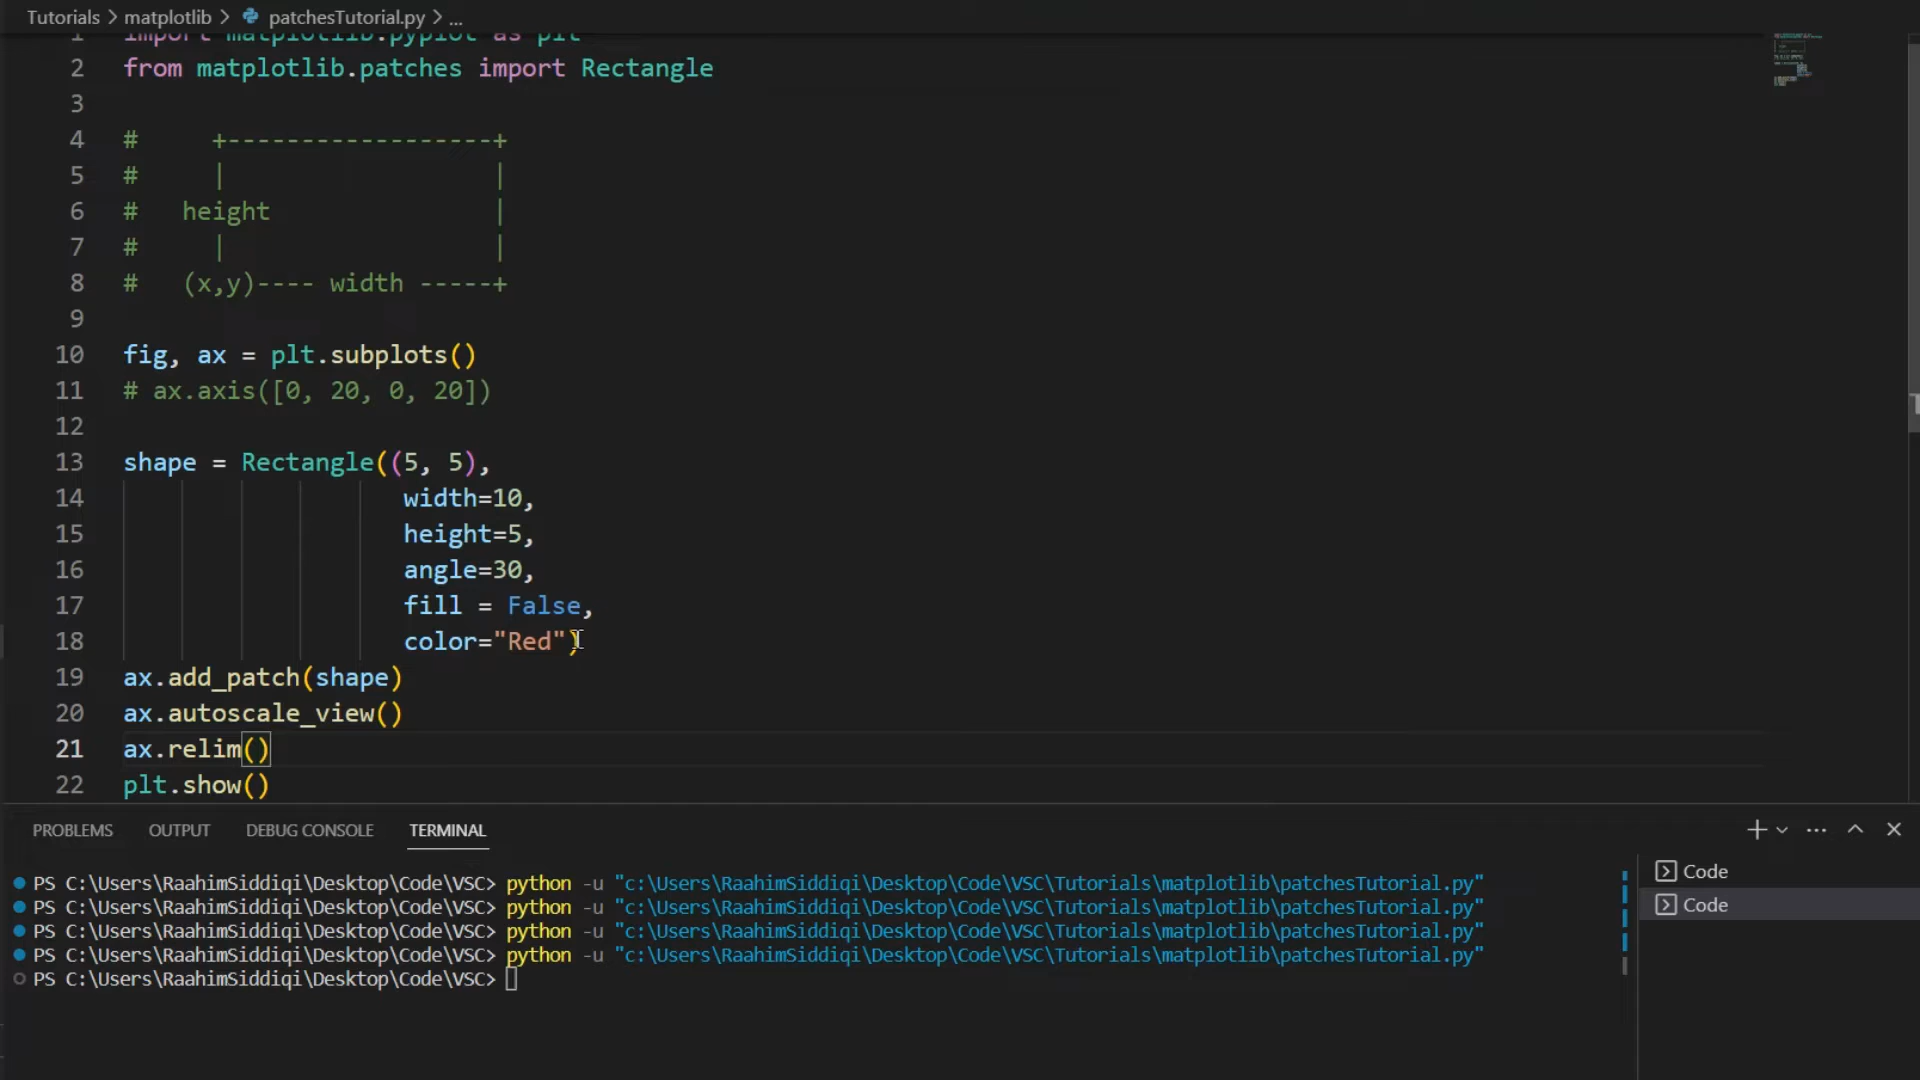 Tutorials > matplotlib > patchesTutorial.py > ...
1 import matplotlib.pyplot as plt
2 from matplotlib.patches import Rectangle
3
4 #     +------------------+
5 #     |                  |
6 #   height               |
7 #     |                  |
8 #   (x,y)---- width -----+
9
10 fig, ax = plt.subplots()
11 # ax.axis([0, 20, 0, 20])
12
13 shape = Rectangle((5, 5),
14                    width=10,
15                    height=5,
16                    angle=30,
17                    fill = False,
18                    color="Red")
19 ax.add_patch(shape)
20 ax.autoscale_view()
21 ax.relim()
22 plt.show()
PROBLEMS OUTPUT DEBUG CONSOLE TERMINAL
PS C:\Users\RaahimSiddiqi\Desktop\Code\VSC> python -u "c:\Users\RaahimSiddiqi\Desktop\Code\VSC\Tutorials\matplotlib\patchesTutorial.py"
PS C:\Users\RaahimSiddiqi\Desktop\Code\VSC> python -u "c:\Users\RaahimSiddiqi\Desktop\Code\VSC\Tutorials\matplotlib\patchesTutorial.py"
PS C:\Users\RaahimSiddiqi\Desktop\Code\VSC> python -u "c:\Users\RaahimSiddiqi\Desktop\Code\VSC\Tutorials\matplotlib\patchesTutorial.py"
PS C:\Users\RaahimSiddiqi\Desktop\Code\VSC> python -u "c:\Users\RaahimSiddiqi\Desktop\Code\VSC\Tutorials\matplotlib\patchesTutorial.py"
PS C:\Users\RaahimSiddiqi\Desktop\Code\VSC>
Code
Code